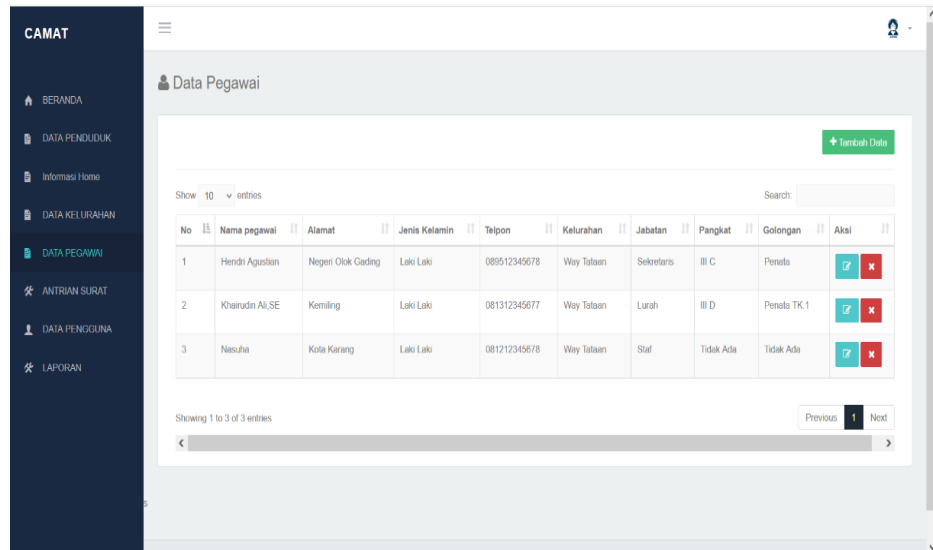 CAMAT
BERANDA
DATA PENDUDUK
Informasi Home
DATA KELURAHAN
DATA PEGAWAI
ANTRIAN SURAT
DATA PENGGUNA
LAPORAN
Data Pegawai
Tambah Data
Show 10 entries Search:
No Nama pegawai Alamat Jenis Kelamin Telpon Kelurahan Jabatan Pangkat Golongan Aksi
1 Hendri Agustian Negeri Olok Gading Laki Laki 089512345678 Way Tataan Sekretaris III C Penata
2 Khairudin Ali,SE Kemiling Laki Laki 081312345677 Way Tataan Lurah III D Penata TK.1
3 Nasuha Kota Karang Laki Laki 081212345678 Way Tataan Staf Tidak Ada Tidak Ada
Showing 1 to 3 of 3 entries Previous 1 Next
s